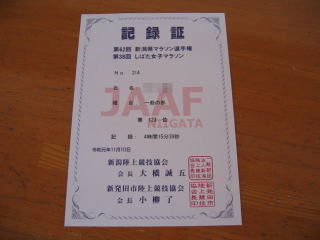 記録証
第42回 新潟県マラソン選手権
第38回 しばた女子マラソン
No. 214
氏名
種目 一般の部
第 123 位
JAAF
NIIGATA
記録: 4時間15分39秒
令和元年11月10日
新潟陸上競技協会
会長 大橋誠五
新発田市陸上競技協会
会長 小柳了